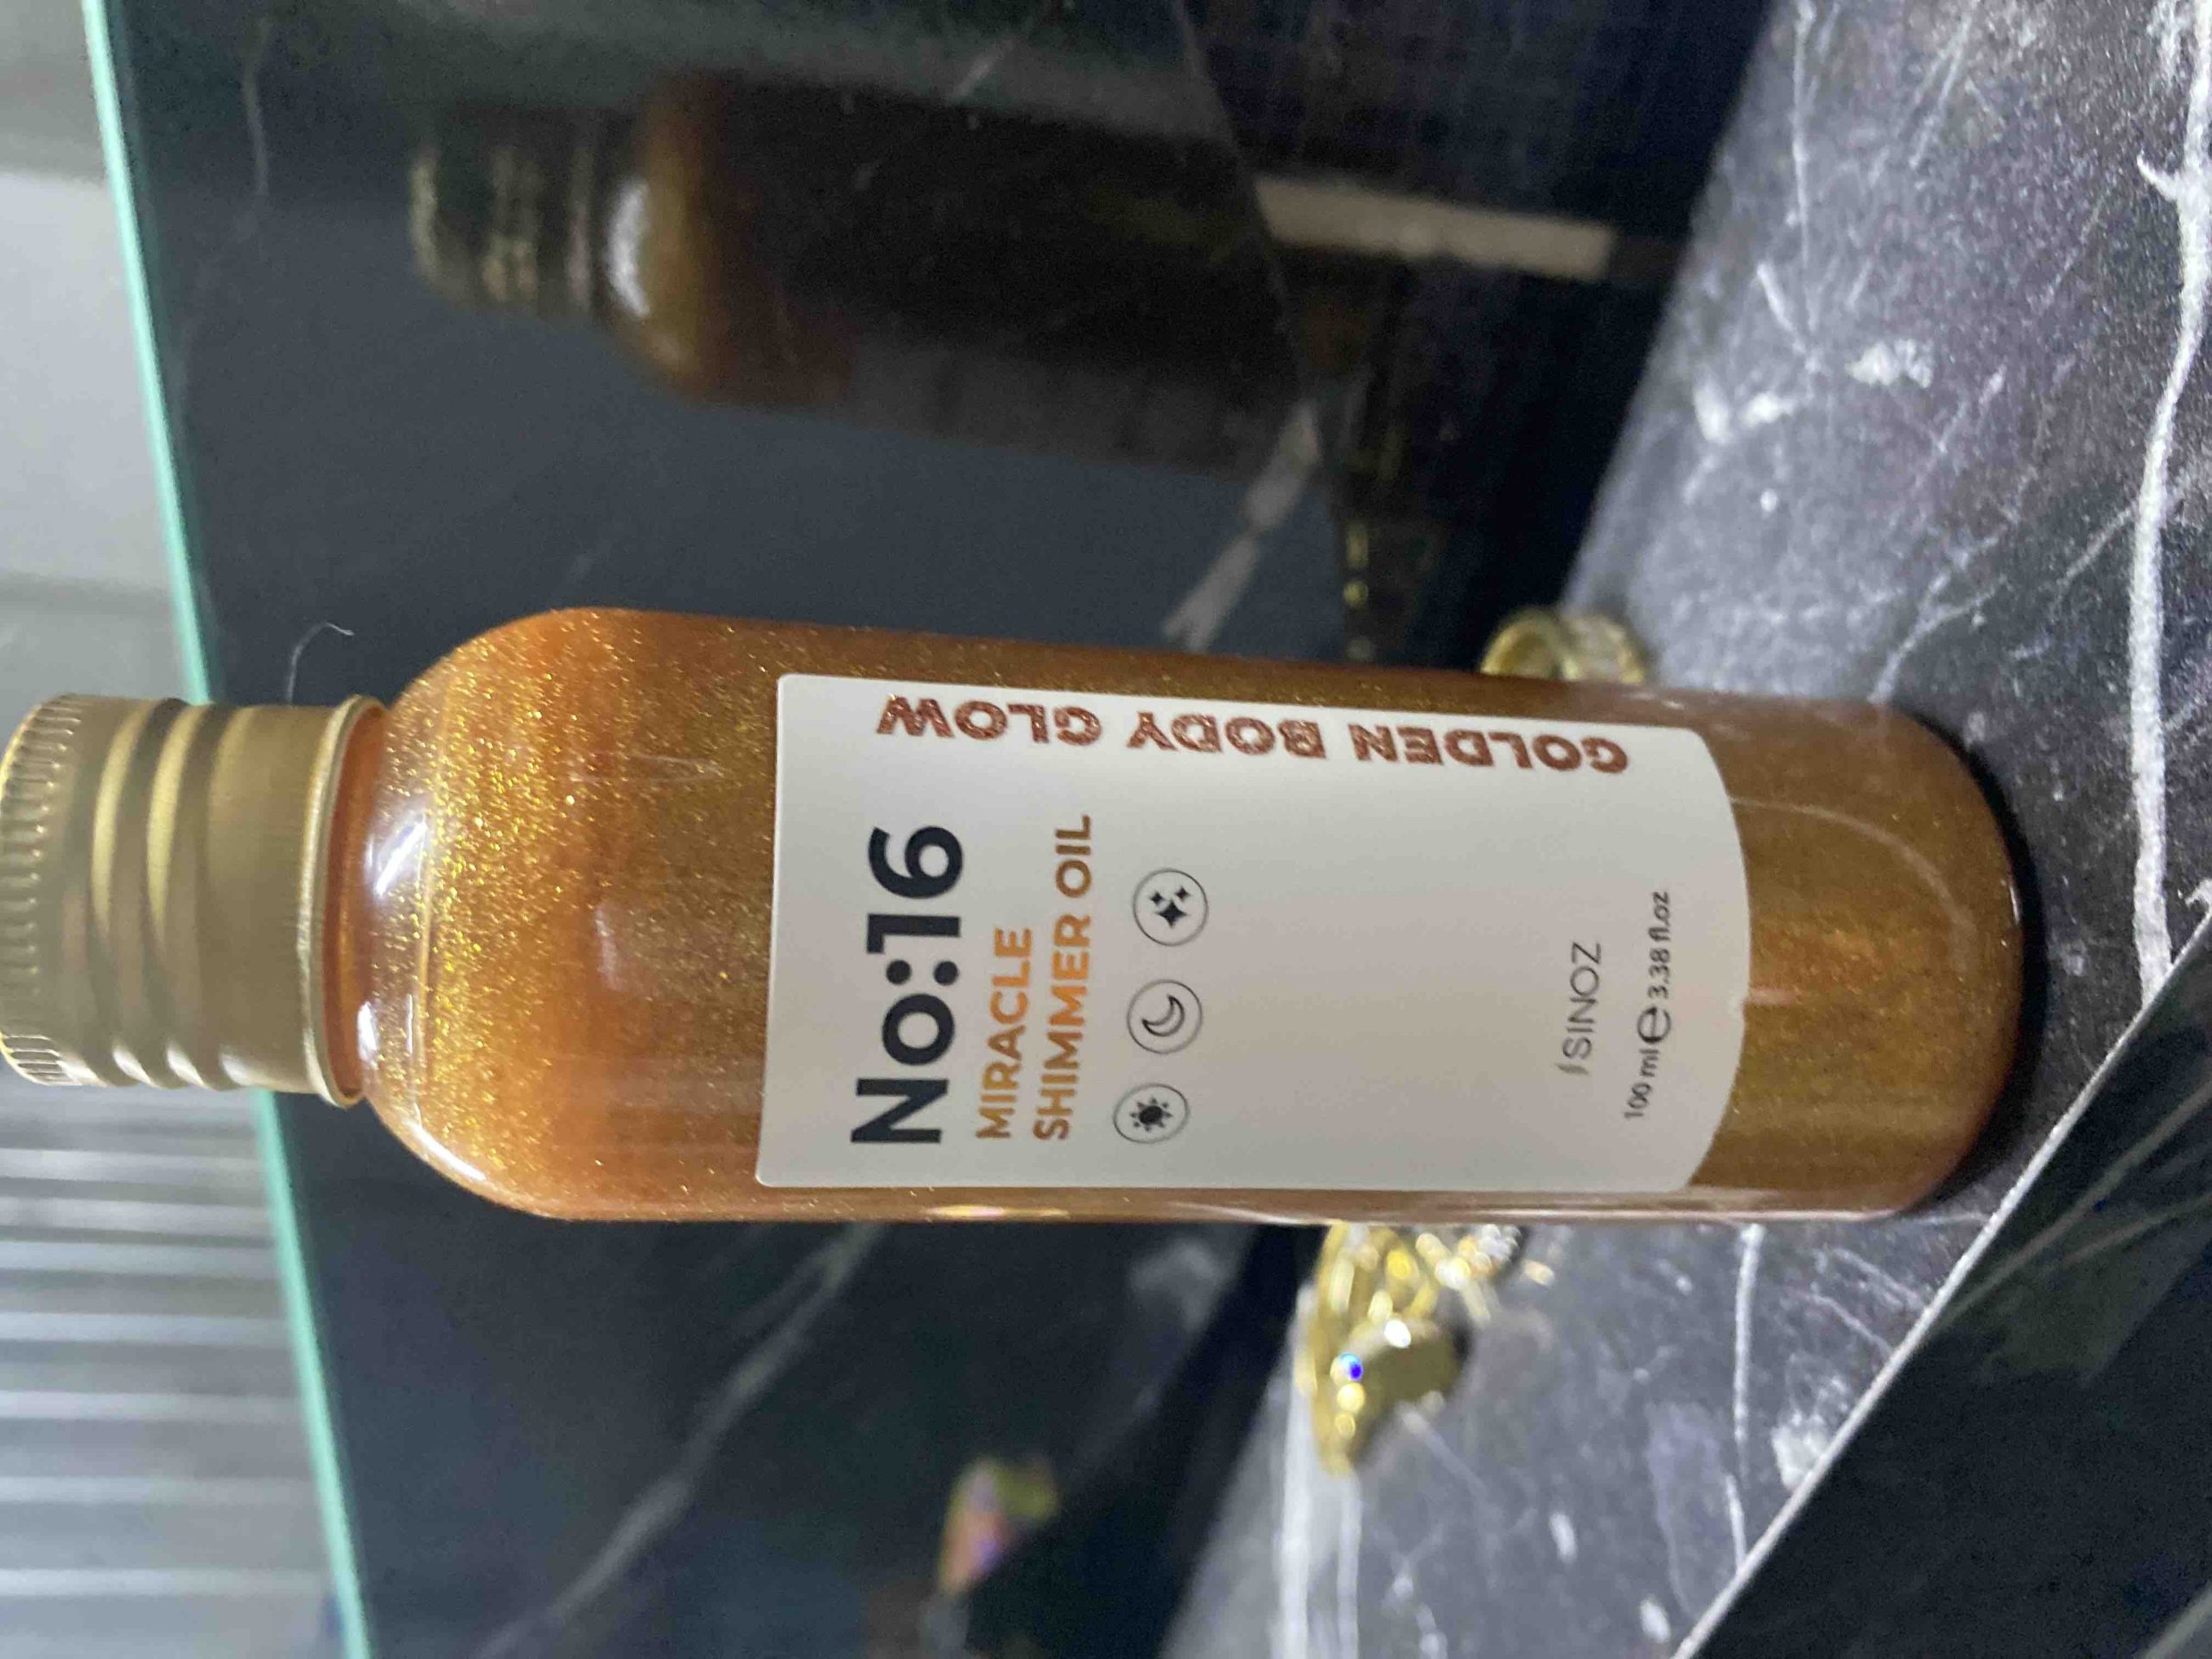 No:16
MIRACLE
SHIMMER OIL
GOLDEN BODY GLOW
SINOZ
100 ml ℮ 3.38 fl.oz